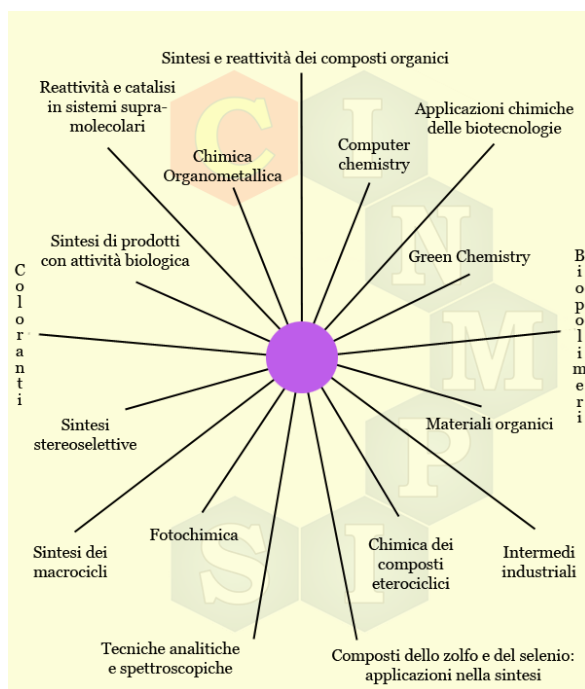 Sintesi e reattività dei composti organici
Reattività e catalisi
in sistemi supra-
molecolari
Applicazioni chimiche
delle biotecnologie
Chimica
Organometallica
Computer
chemistry
Sintesi di prodotti
con attività biologica
Green Chemistry
Coloranti
Biopolimeri
Sintesi
stereoselettive
Materiali organici
Sintesi dei
macrocicli
Fotochimica
Chimica dei
composti
eterociclici
Intermedi
industriali
Tecniche analitiche
e spettroscopiche
Composti dello zolfo e del selenio:
applicazioni nella sintesi
C I N M P I S